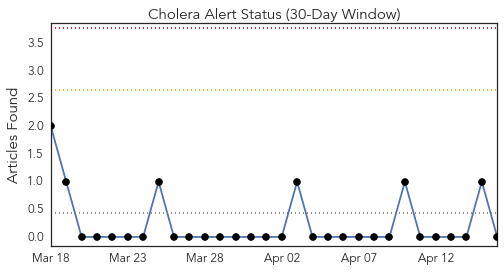 Cholera Alert Status (30-Day Window)
Articles Found
3.5
3.0
2.5
2.0
1.5
1.0
0.5
0.0
Mar 18 Mar 23 Mar 28 Apr 02 Apr 07 Apr 12